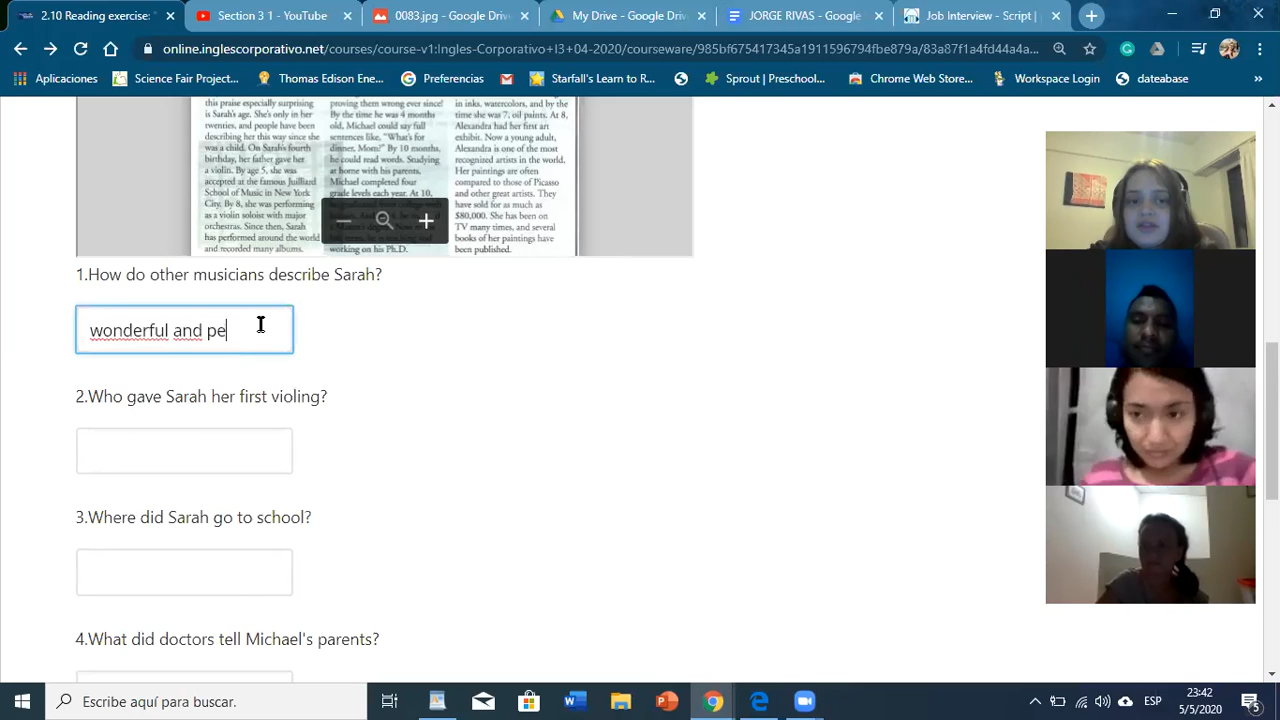 2.10 Reading exercise:
Section 3 1 - YouTube
0083.jpg - Google Drive
My Drive - Google Drive
JORGE RIVAS - Google
Job Interview - Script |
online.inglescorporativo.net/courses/course-v1:Ingles-Corporativo+I3+04-2020/courseware/985bf675417345a1911596794fbe879a/83a87f1a4fd44a4a...
Aplicaciones
Science Fair Project...
Thomas Edison Ene...
Preferencias
Starfall's Learn to R...
Sprout | Preschool...
Chrome Web Store...
Workspace Login
dateabase
this praise especially surprising
is Sarah's age. She's only in her
twenties, and people have been
describing her this way since she
was a child. On Sarah's fourth
birthday, her father gave her
a violin. By age 5, she was
accepted at the famous Juilliard
School of Music in New York
City. By 8, she was performing
as a violin soloist with major
orchestras. Since then, Sarah
has performed around the world
and recorded many albums.
proving them wrong ever since!
By the time he was 4 months
old, Michael could say full
sentences like, "What's for
dinner, Mom?" By 10 months,
he could read words. Studying
at home with his parents,
Michael completed four
grade levels each year. At 10,
working on his Ph.D.
in inks, watercolors, and by the
time she was 7, oil paints. At 8,
Alexandra had her first art
exhibit. Now a young adult,
Alexandra is one of the most
recognized artists in the world.
Her paintings are often
compared to those of Picasso
and other great artists. They
have sold for as much as
$80,000. She has been on
TV many times, and several
books of her paintings have
been published.
1.How do other musicians describe Sarah?
wonderful and pe
2.Who gave Sarah her first violing?
3.Where did Sarah go to school?
4.What did doctors tell Michael's parents?
Escribe aquí para buscar.
ESP
23:42
5/5/2020
5